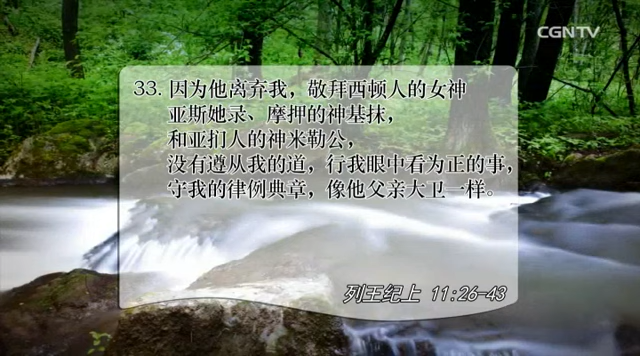 CGNTV
33. 因为他离弃我，敬拜西顿人的女神
亚斯她录、摩押的神基抹，
和亚扪人的神米勒公，
没有遵从我的道，行我眼中看为正的事，
守我的律例典章，像他父亲大卫一样。
列王纪上 11:26-43